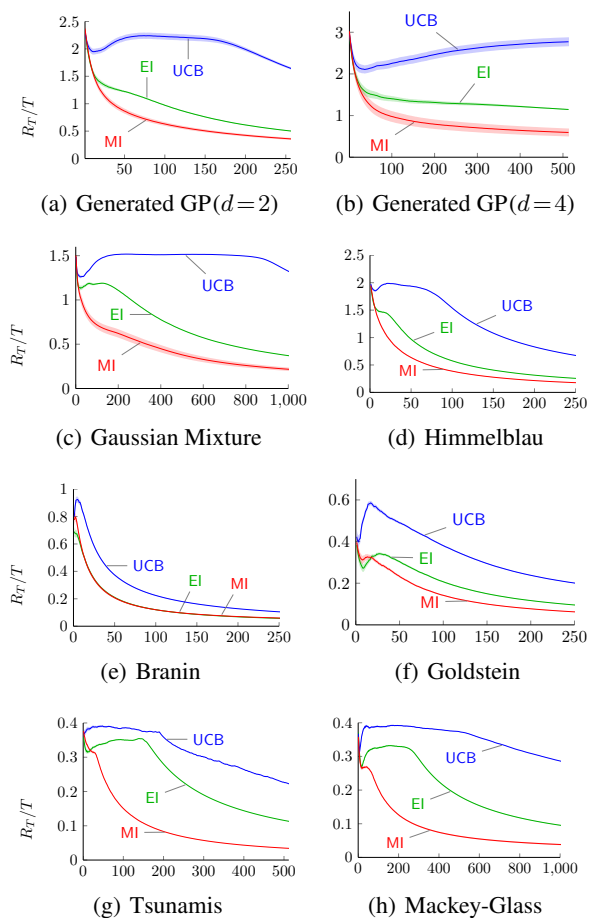 2.5
2
1.5
1
0.5
0
50
100
150
200
250
R_T/T
UCB
EI
MI
(a) Generated GP(d=2)
3
2
1
0
100
200
300
400
500
UCB
EI
MI
(b) Generated GP(d=4)
1.5
1
0.5
0
0
200
400
600
800
1,000
R_T/T
UCB
EI
MI
(c) Gaussian Mixture
2.5
2
1.5
1
0.5
0
0
50
100
150
200
250
UCB
EI
MI
(d) Himmelblau
1
0.8
0.6
0.4
0.2
0
0
50
100
150
200
250
R_T/T
UCB
EI
MI
(e) Branin
0.6
0.4
0.2
0
0
50
100
150
200
250
UCB
EI
MI
(f) Goldstein
0.4
0.3
0.2
0.1
0
0
100
200
300
400
500
R_T/T
UCB
EI
MI
(g) Tsunamis
0.4
0.3
0.2
0.1
0
0
200
400
600
800
1,000
UCB
EI
MI
(h) Mackey-Glass